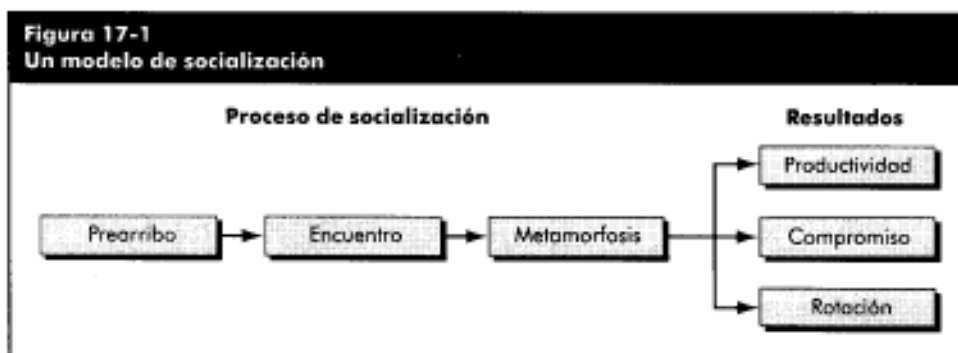 Figura 17-1
Un modelo de socialización
Proceso de socialización
Resultados
Prearribo
Encuentro
Metamorfosis
Productividad
Compromiso
Rotación